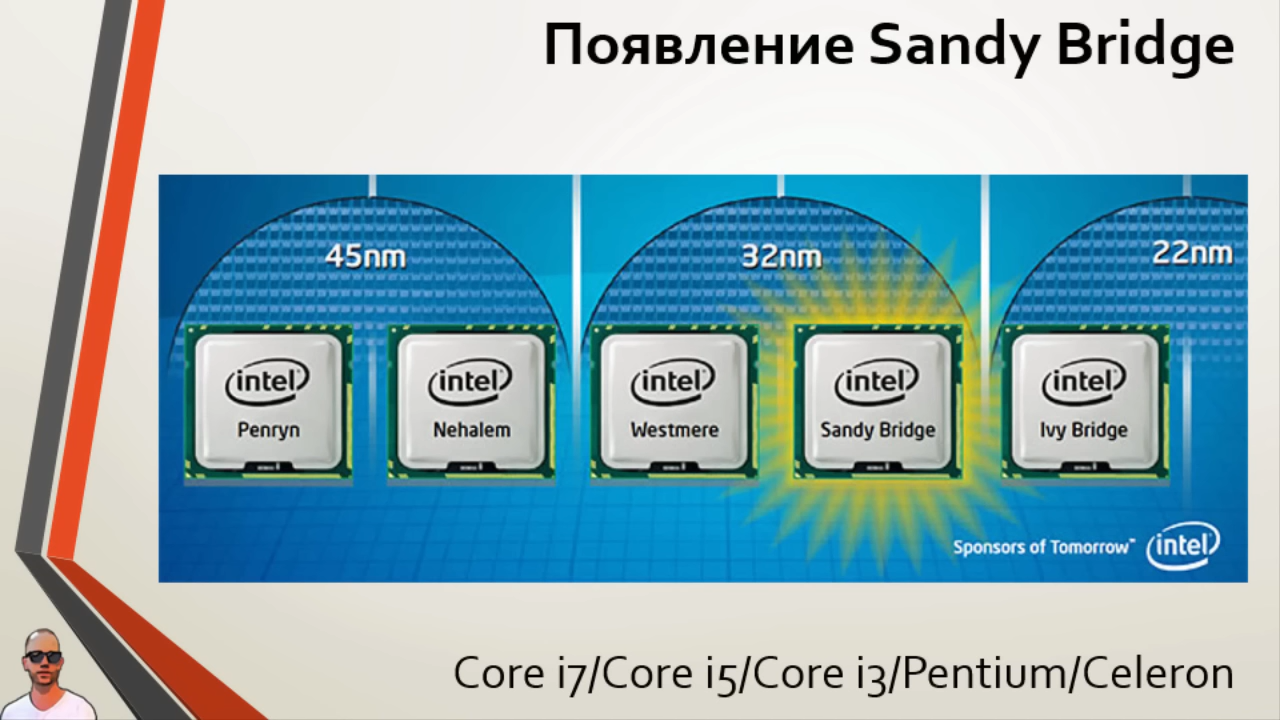 Появление Sandy Bridge
45nm
32nm
22nm
intel
Penryn
intel
Nehalem
intel
Westmere
intel
Sandy Bridge
intel
Ivy Bridge
Sponsors of Tomorrow™
intel
Core i7/Core i5/Core i3/Pentium/Celeron